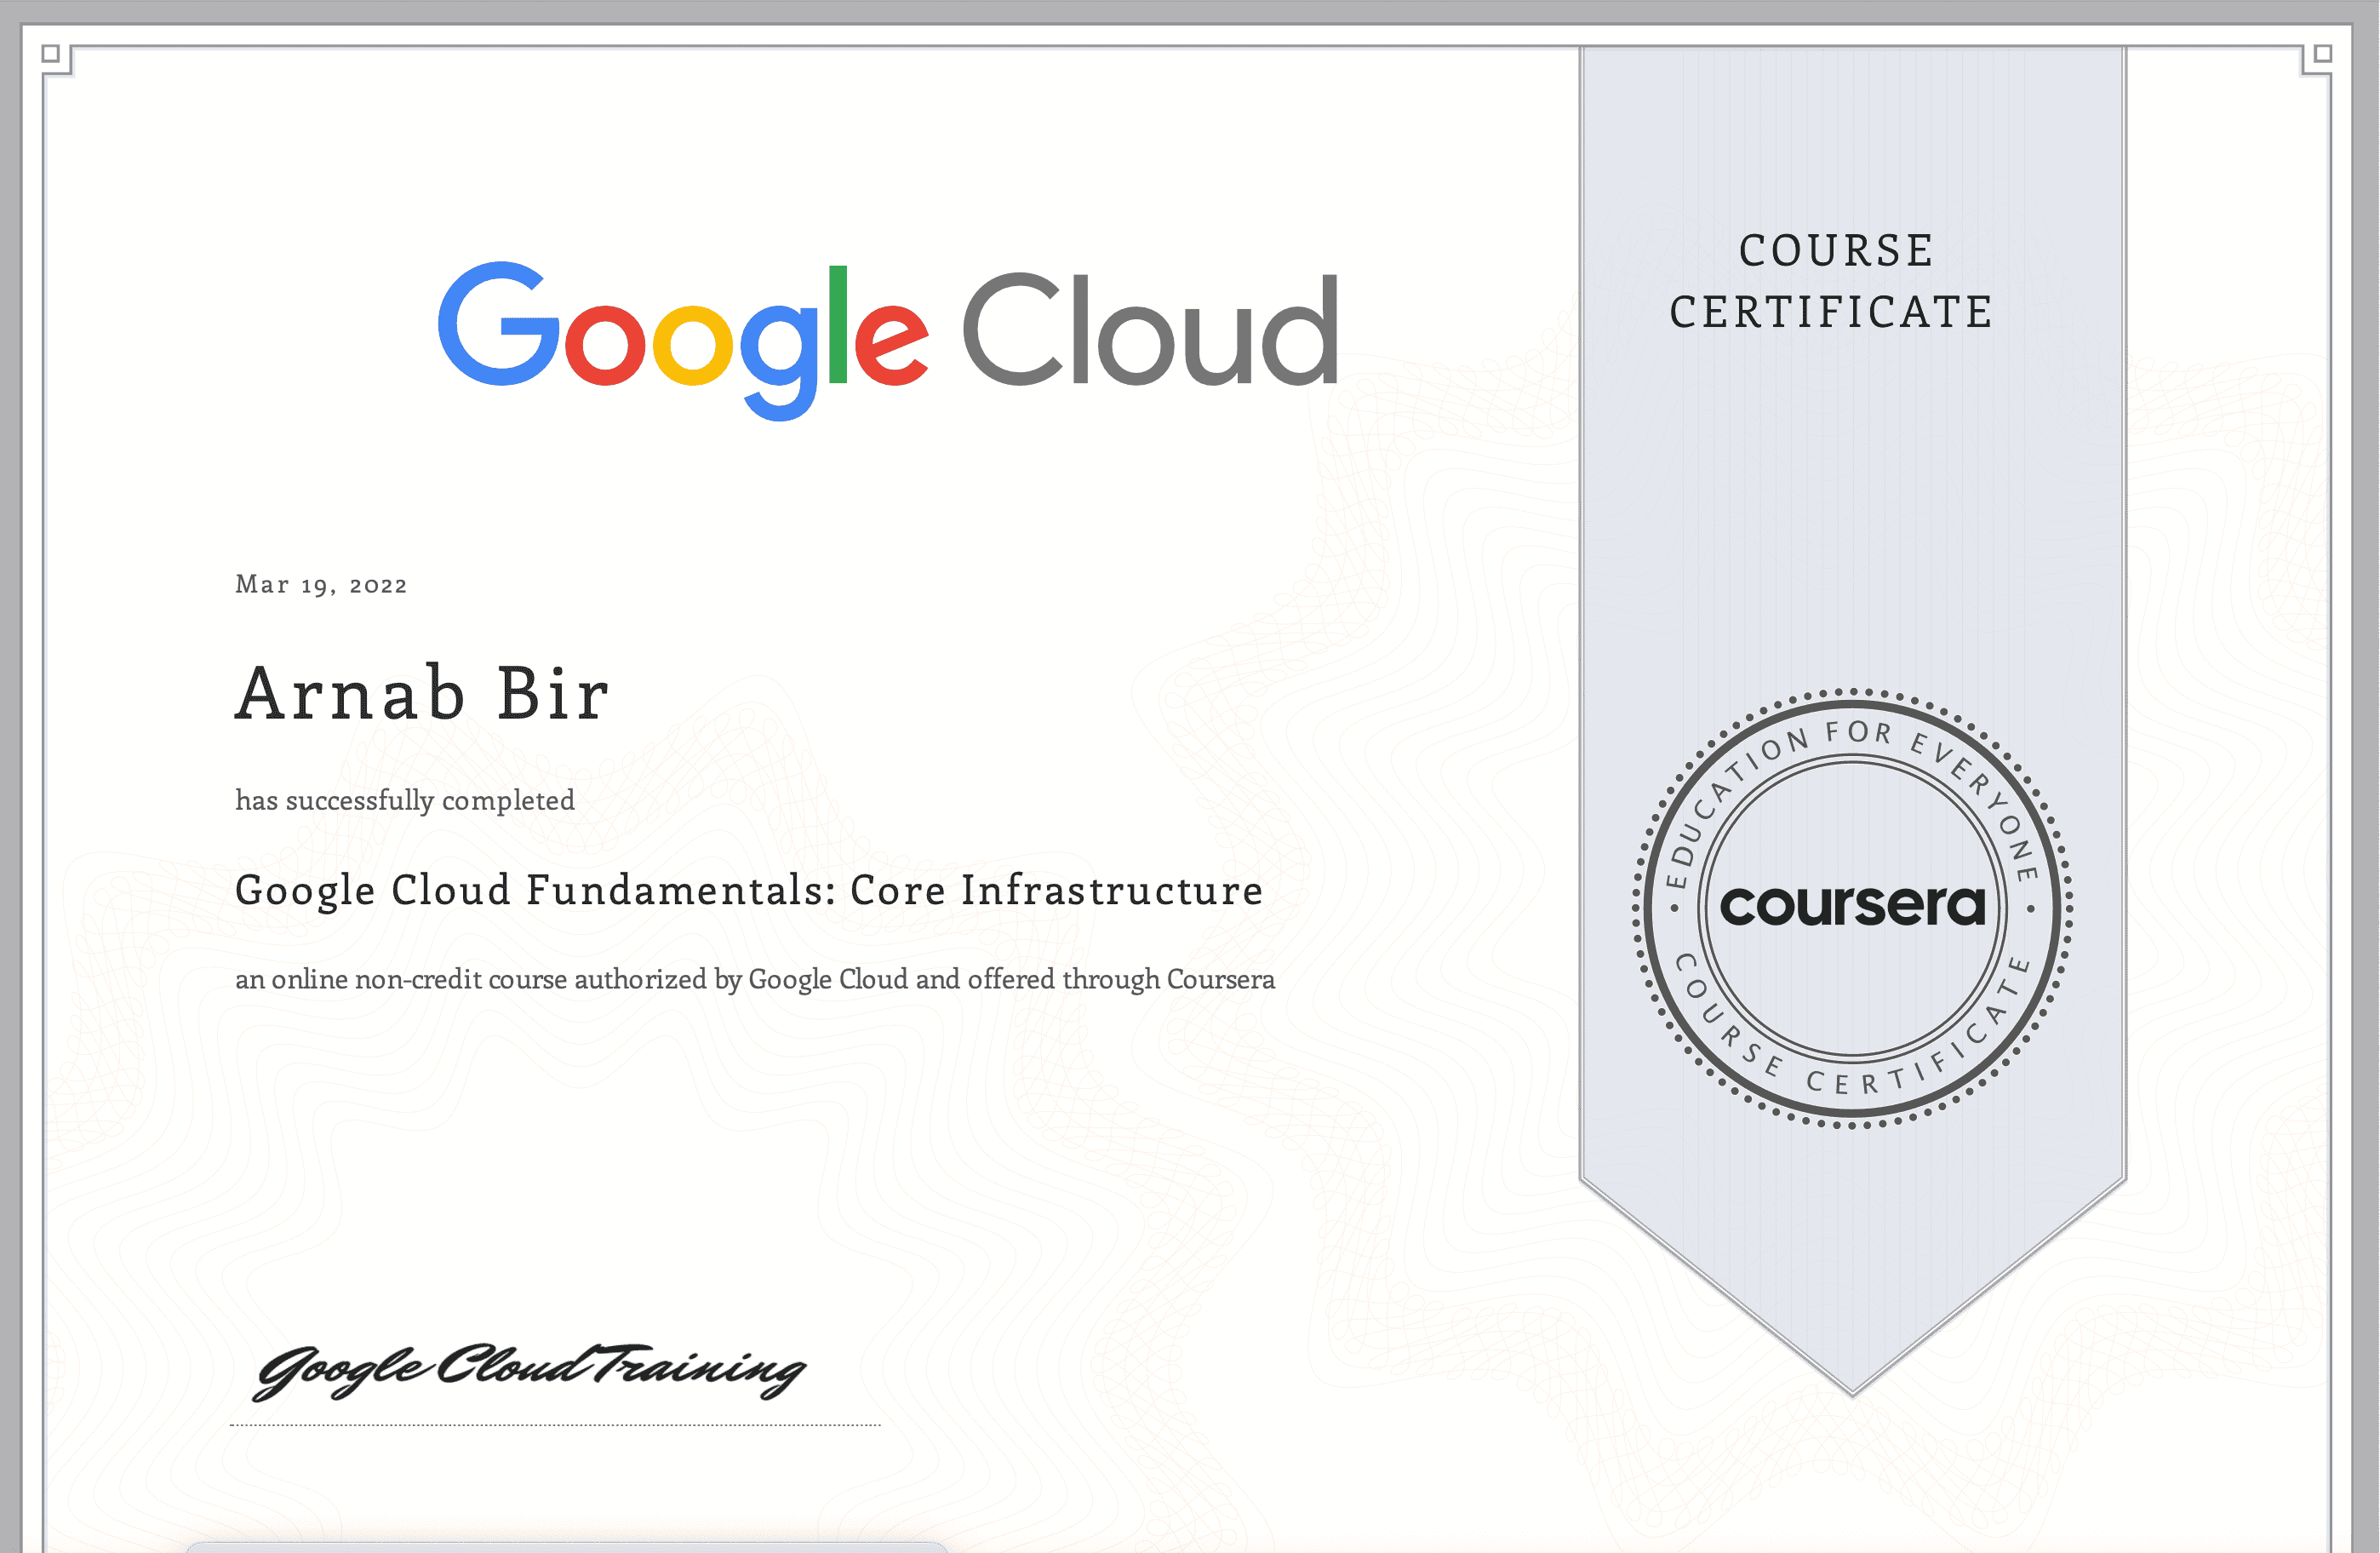 Google Cloud
COURSE
CERTIFICATE
Mar 19, 2022
Arnab Bir
has successfully completed
Google Cloud Fundamentals: Core Infrastructure
an online non-credit course authorized by Google Cloud and offered through Coursera
EDUCATION FOR EVERYONE
coursera
COURSE CERTIFICATE
Google Cloud Training